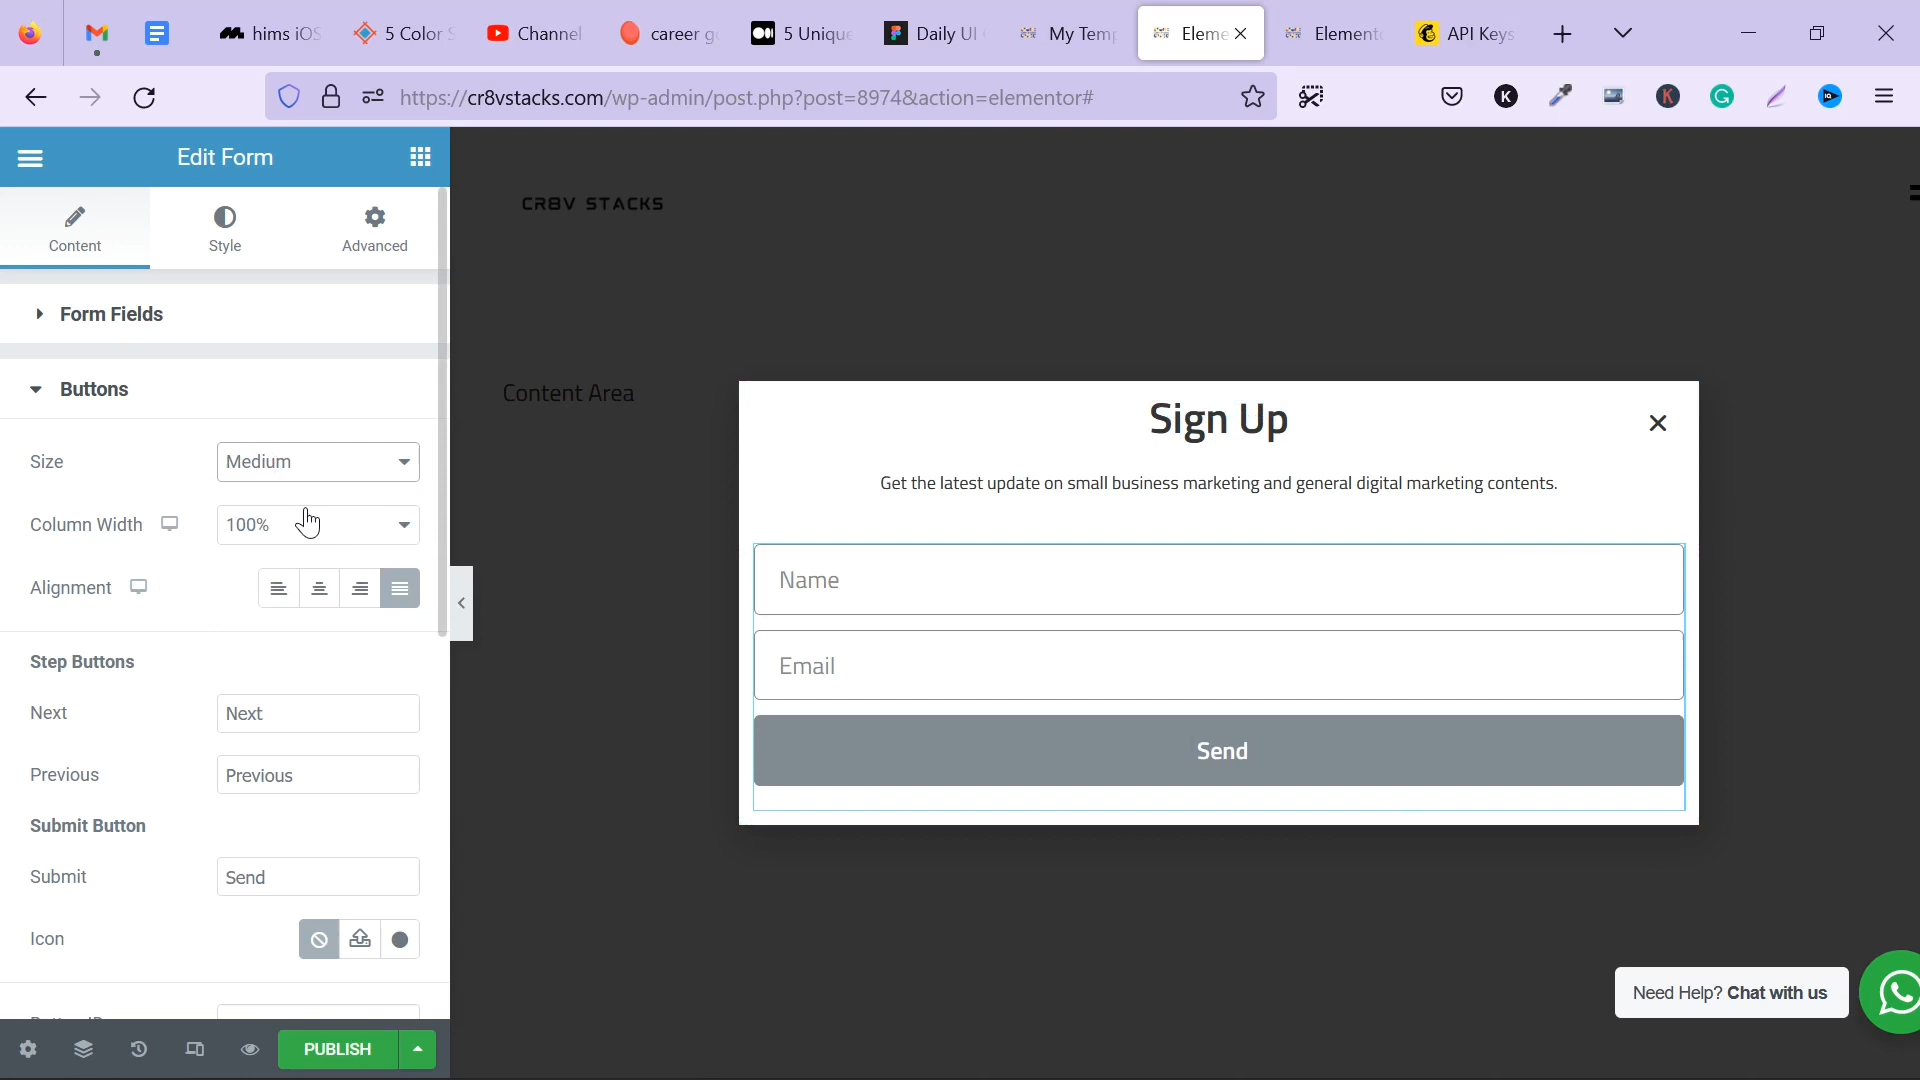 hims iOS
5 Color S
Channel
career g
5 Unique
Daily UI
My Temp
Eleme
Element
API Keys
https://cr8vstacks.com/wp-admin/post.php?post=8974&action=elementor#
Edit Form
Content
Style
Advanced
Form Fields
Buttons
Size
Medium
Column Width
100%
Alignment
Step Buttons
Next
Next
Previous
Previous
Submit Button
Submit
Send
Icon
PUBLISH
CR8V STACKS
Content Area
Sign Up
Get the latest update on small business marketing and general digital marketing contents.
Name
Email
Send
Need Help? Chat with us